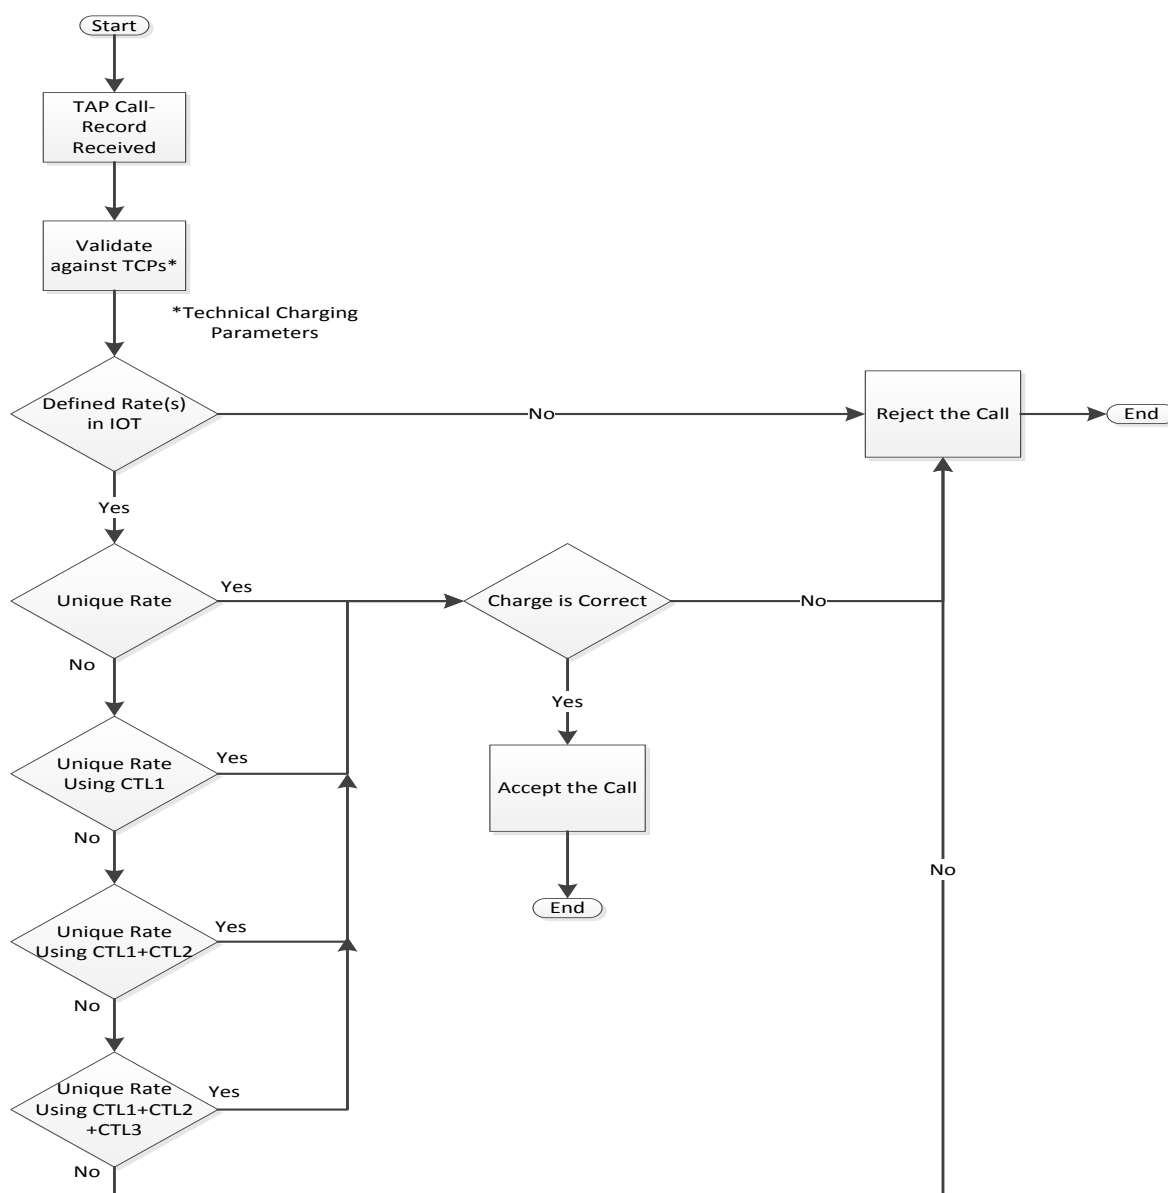 Start
TAP Call-
Record
Received
Validate
against TCPs*
*Technical Charging
Parameters
Defined Rate(s)
in IOT
No
Reject the Call
End
Yes
Unique Rate
Yes
Charge is Correct
No
No
Yes
Unique Rate
Using CTL1
Yes
Accept the Call
No
No
End
Unique Rate
Using CTL1+CTL2
Yes
No
Unique Rate
Using CTL1+CTL2
+CTL3
Yes
No